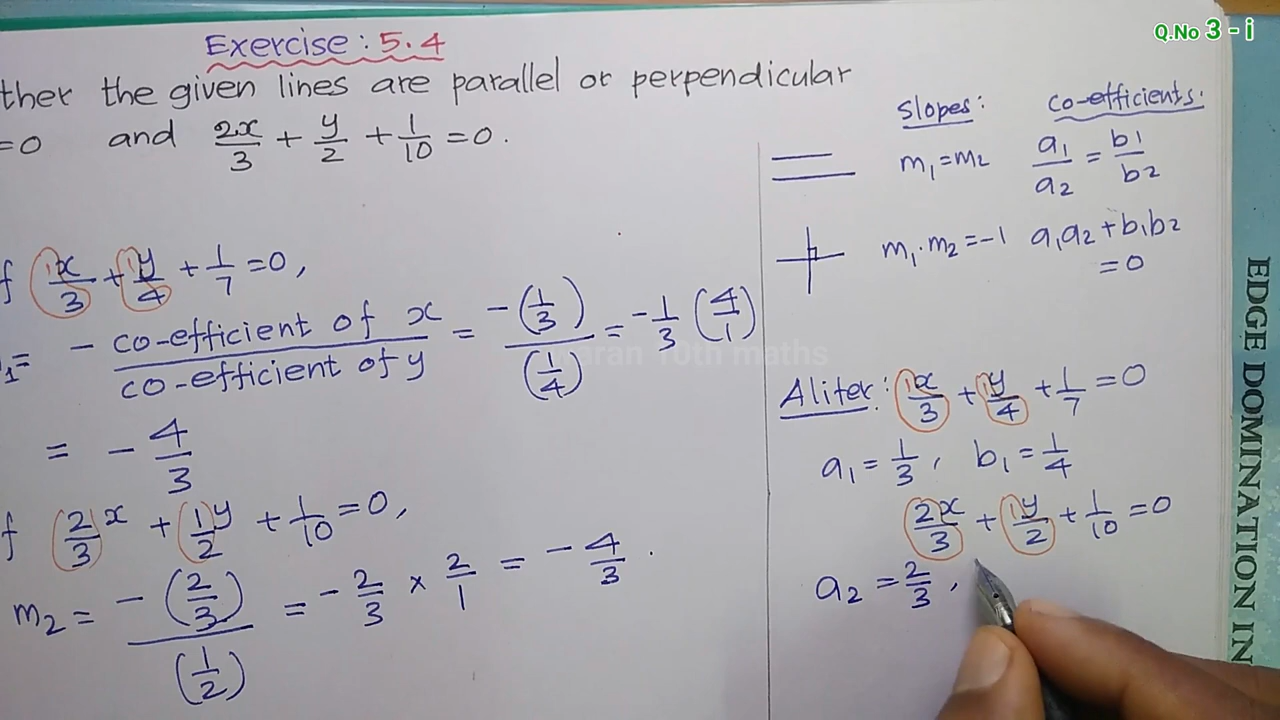 Q.No 3 - i
Exercise : 5.4
ther the given lines are parallel or perpendicular
=0 and 2x/3 + y/2 + 1/10 = 0.
Slopes: Co-efficients:
m₁=m₂ a₁/a₂ = b₁/b₂
m₁.m₂ = -1 a₁a₂ + b₁b₂
= 0
f 1x/3 + 1y/4 + 1/7 = 0,
1 = - co-efficient of x / co-efficient of y = -(1/3) / (1/4) = -1/3 (4/1)
= - 4/3
f (2/3)x + (1/2)y + 1/10 = 0,
m₂ = -(2/3) / (1/2) = -2/3 × 2/1 = -4/3.
Aliter: 1x/3 + 1y/4 + 1/7 = 0
a₁ = 1/3, b₁ = 1/4
2x/3 + 1y/2 + 1/10 = 0
a₂ = 2/3,
aran 10th maths
EDGE DOMINATION IN